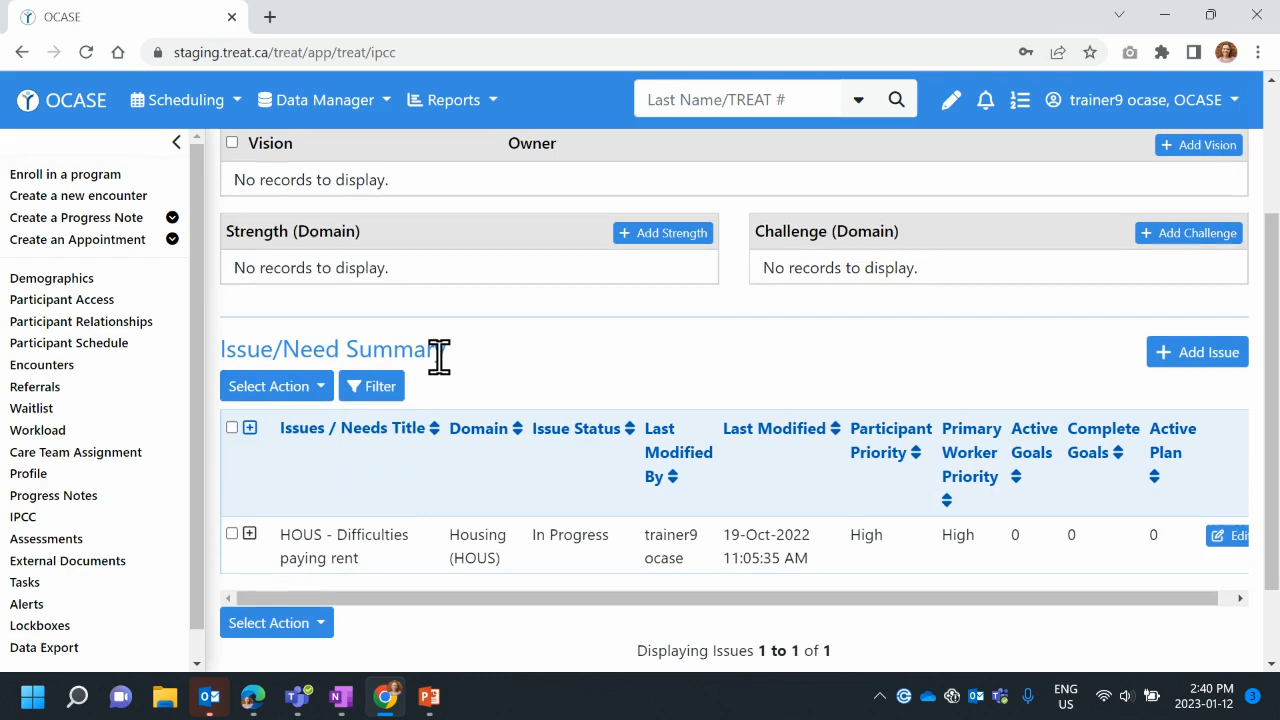 OCASE
staging.treat.ca/treat/app/treat/ipcc
OCASE
Scheduling
Data Manager
Reports
Last Name/TREAT #
trainer9 ocase, OCASE
Enroll in a program
Create a new encounter
Create a Progress Note
Create an Appointment
Demographics
Participant Access
Participant Relationships
Participant Schedule
Encounters
Referrals
Waitlist
Workload
Care Team Assignment
Profile
Progress Notes
IPCC
Assessments
External Documents
Tasks
Alerts
Lockboxes
Data Export
Vision
Owner
+ Add Vision
No records to display.
Strength (Domain)
+ Add Strength
Challenge (Domain)
+ Add Challenge
No records to display.
No records to display.
Issue/Need Summary
+ Add Issue
Select Action
Filter
Issues / Needs Title
Domain
Issue Status
Last
Modified
By
Last Modified
Participant
Priority
Primary
Worker
Priority
Active
Goals
Complete
Goals
Active
Plan
HOUS - Difficulties
paying rent
Housing
(HOUS)
In Progress
trainer9
ocase
19-Oct-2022
11:05:35 AM
High
High
0
0
0
Edi
Select Action
Displaying Issues 1 to 1 of 1
ENG
US
2:40 PM
2023-01-12
3